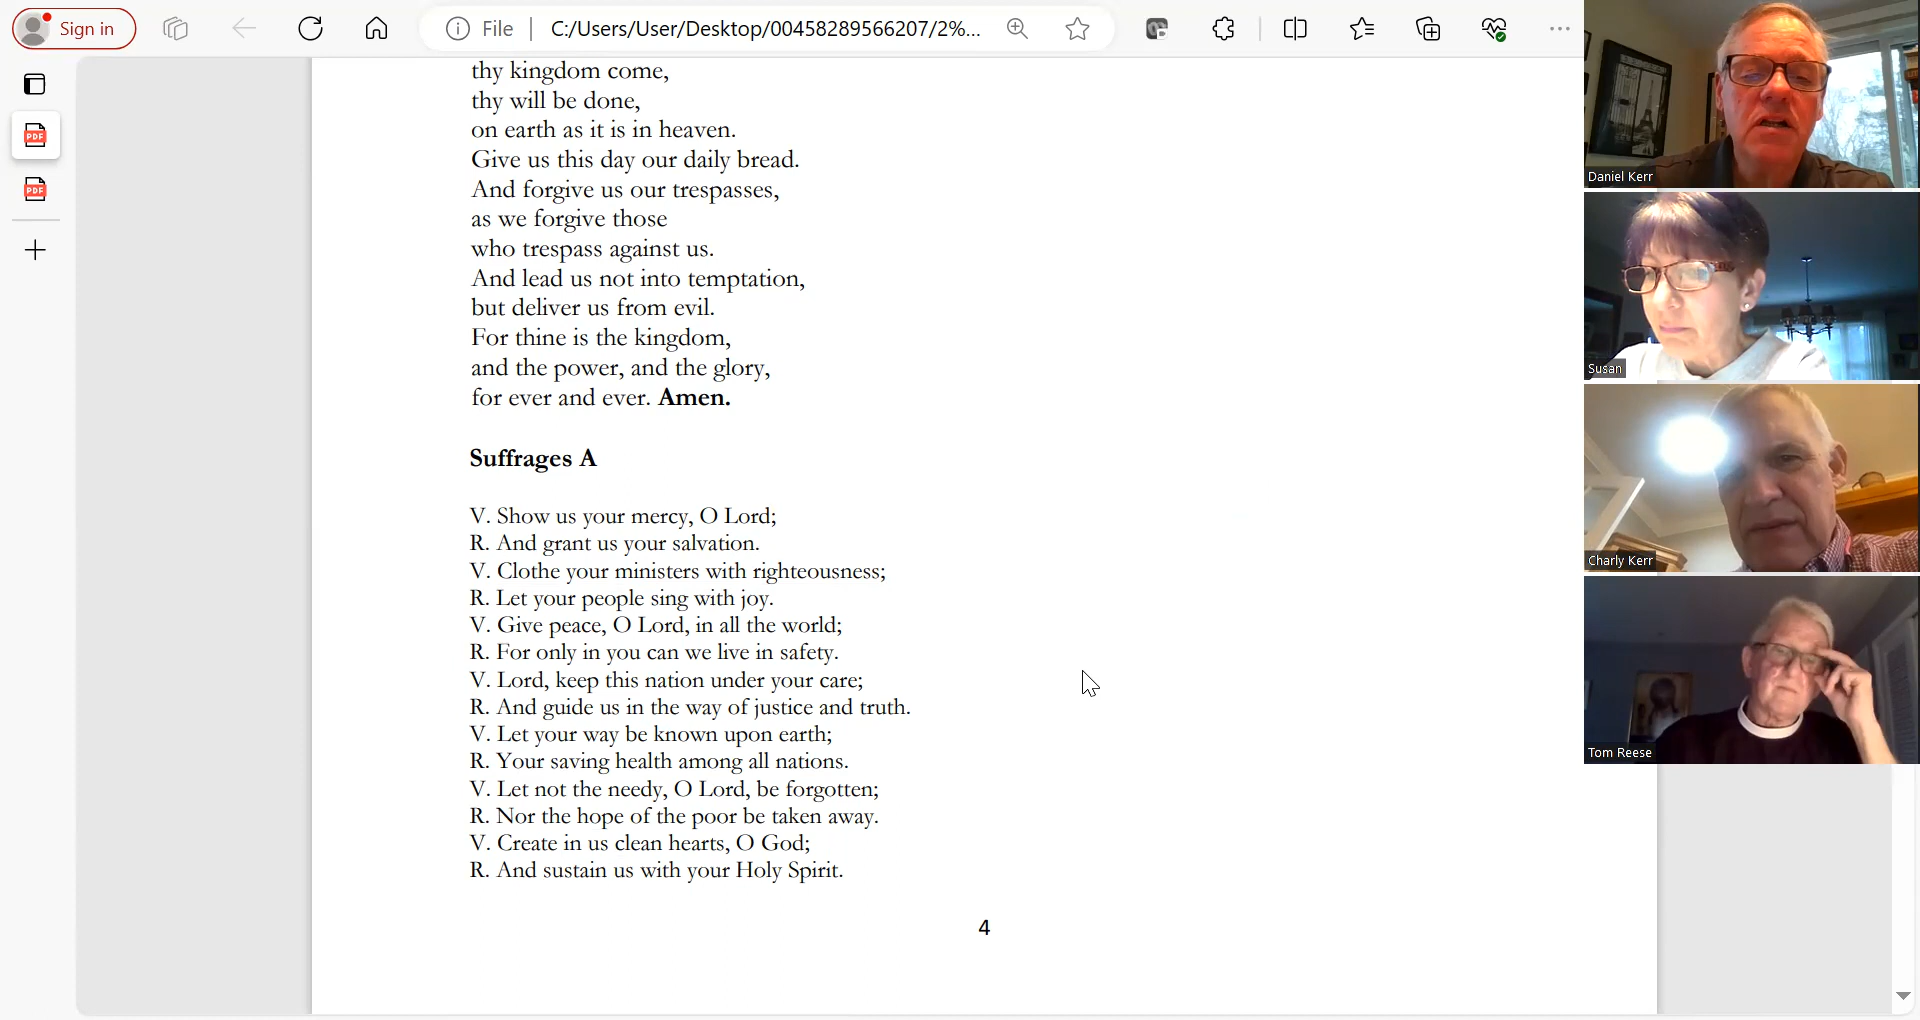 Sign in
File
C:/Users/User/Desktop/00458289566207/2%...
thy kingdom come,
thy will be done,
on earth as it is in heaven.
Give us this day our daily bread.
And forgive us our trespasses,
as we forgive those
who trespass against us.
And lead us not into temptation,
but deliver us from evil.
For thine is the kingdom,
and the power, and the glory,
for ever and ever. Amen.
Suffrages A
V. Show us your mercy, O Lord;
R. And grant us your salvation.
V. Clothe your ministers with righteousness;
R. Let your people sing with joy.
V. Give peace, O Lord, in all the world;
R. For only in you can we live in safety.
V. Lord, keep this nation under your care;
R. And guide us in the way of justice and truth.
V. Let your way be known upon earth;
R. Your saving health among all nations.
V. Let not the needy, O Lord, be forgotten;
R. Nor the hope of the poor be taken away.
V. Create in us clean hearts, O God;
R. And sustain us with your Holy Spirit.
4
PDF
PDF
Daniel Kerr
Susan
Charly Kerr
Tom Reese